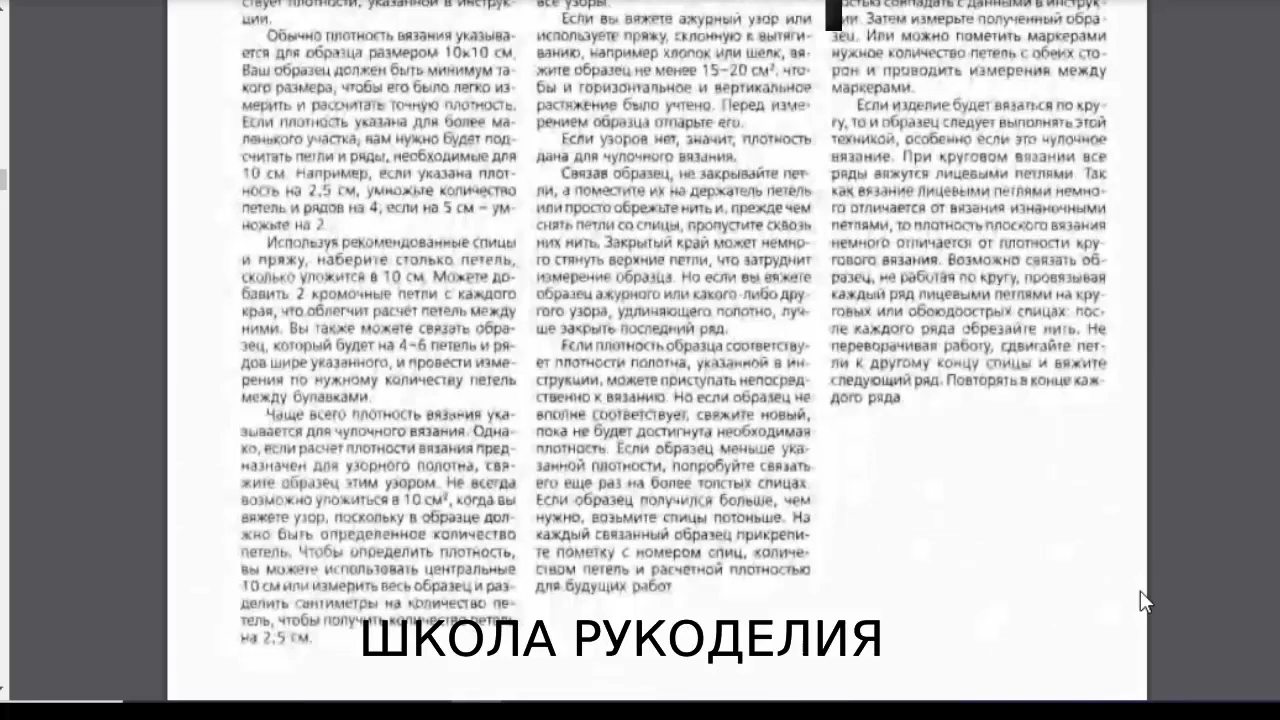 ствует плотности, указанной в инструк-
ции.
Обычно плотность вязания указыва-
ется для образца размером 10x10 см.
Ваш образец должен быть минимум та-
кого размера, чтобы его было легко из-
мерить и рассчитать точную плотность.
Если плотность указана для более ма-
ленького участка, вам нужно будет под-
считать петли и ряды, необходимые для
10 см. Например, если указана плот-
ность на 2,5 см, умножьте количество
петель и рядов на 4, если на 5 см – ум-
ножьте на 2.
Используя рекомендованные спицы
и пряжу, наберите столько петель,
сколько уложится в 10 см. Можете до-
бавить 2 кромочные петли с каждого
края, что облегчит расчет петель между
ними. Вы также можете связать обра-
зец, который будет на 4–6 петель и ря-
дов шире указанного, и провести изме-
рения по нужному количеству петель
между булавками.
Чаще всего плотность вязания ука-
зывается для чулочного вязания. Одна-
ко, если расчет плотности вязания пред-
назначен для узорного полотна, свя-
жите образец этим узором. Не всегда
возможно уложиться в 10 см², когда вы
вяжете узор, поскольку в образце дол-
жно быть определенное количество
петель. Чтобы определить плотность,
вы можете использовать центральные
10 см или измерить весь образец и раз-
делить сантиметры на количество пе-
тель, чтобы получить количество петель
на 2,5 см.
все узоры.
Если вы вяжете ажурный узор или
используете пряжу, склонную к вытяги-
ванию, например хлопок или шелк, вя-
жите образец не менее 15–20 см², что-
бы и горизонтальное и вертикальное
растяжение было учтено. Перед изме-
рением образца отпарьте его.
Если узоров нет, значит, плотность
дана для чулочного вязания.
Связав образец, не закрывайте пет-
ли, а поместите их на держатель петель
или просто обрежьте нить и, прежде чем
снять петли со спицы, пропустите сквозь
них нить. Закрытый край может немно-
го стянуть верхние петли, что затруднит
измерение образца. Но если вы вяжете
образец ажурного или какого-либо дру-
гого узора, удлиняющего полотно, луч-
ше закрыть последний ряд.
Если плотность образца соответству-
ет плотности полотна, указанной в ин-
струкции, можете приступать непосред-
ственно к вязанию. Но если образец не
вполне соответствует, свяжите новый,
пока не будет достигнута необходимая
плотность. Если образец меньше ука-
занной плотности, попробуйте связать
его еще раз на более толстых спицах.
Если образец получился больше, чем
нужно, возьмите спицы потоньше. На
каждый связанный образец прикрепи-
те пометку с номером спиц, количе-
ством петель и расчетной плотностью
для будущих работ.
совпадать с данными в инструк-
ции. Затем измерьте полученный обра-
зец. Или можно пометить маркерами
нужное количество петель с обеих сто-
рон и проводить измерения между
маркерами.
Если изделие будет вязаться по кру-
гу, то и образец следует выполнять этой
техникой, особенно если это чулочное
вязание. При круговом вязании все
ряды вяжутся лицевыми петлями. Так
как вязание лицевыми петлями немно-
го отличается от вязания изнаночными
петлями, то плотность плоского вязания
немного отличается от плотности кру-
гового вязания. Возможно связать об-
разец, не работая по кругу, провязывая
каждый ряд лицевыми петлями на кру-
говых или обоюдоострых спицах: пос-
ле каждого ряда обрезайте нить. Не
переворачивая работу, сдвигайте пет-
ли к другому концу спицы и вяжите
следующий ряд. Повторять в конце каж-
дого ряда.
ШКОЛА РУКОДЕЛИЯ